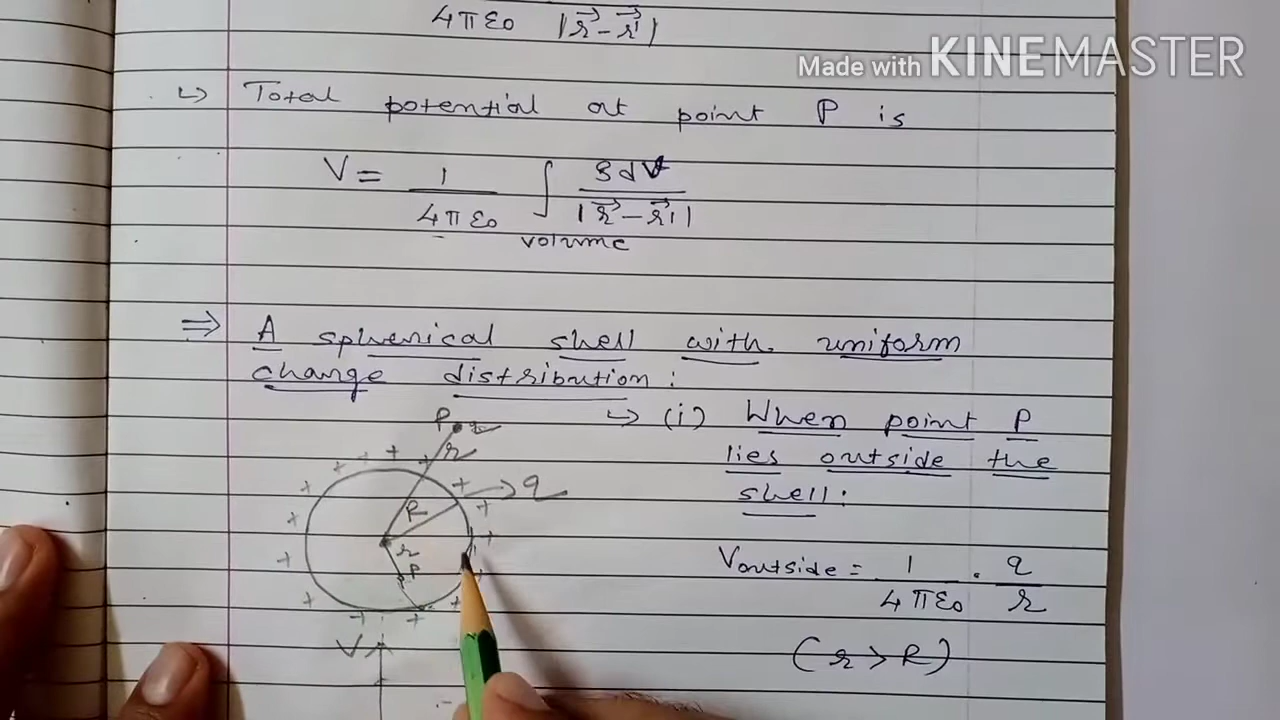 4πε₀ |r⃗-r⃗'|
Made with KINEMASTER
↳ Total potential at point P is
V = 1/4πε₀ ∫volume ρdV/|r⃗-r⃗₁|
⇒ A spherical shell with uniform
charge distribution:
↳ (i) When point P
lies outside the
shell:
P q
r
R → q
r
P
V
Voutside = 1/4πε₀ · q/r
(r > R)